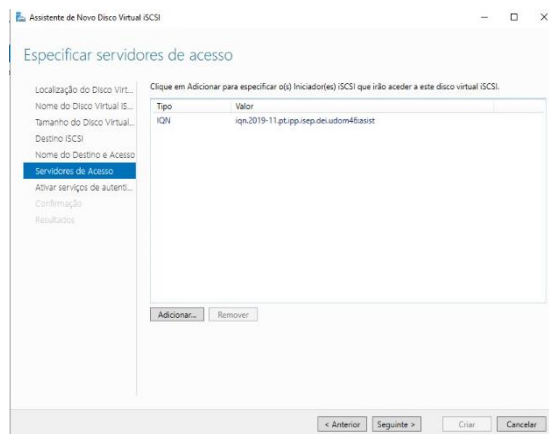 Assistente de Novo Disco Virtual iSCSI
Especificar servidores de acesso
Localização do Disco Virt...
Nome do Disco Virtual iS...
Tamanho do Disco Virtual...
Destino iSCSI
Nome do Destino e Acesso
Servidores de Acesso
Ativar serviços de autenti...
Confirmação
Resultados
Clique em Adicionar para especificar o(s) Iniciador(es) iSCSI que irão aceder a este disco virtual iSCSI.
Tipo Valor
IQN iqn.2019-11.pt.ipp.isep.dei.udom46:asist
Adicionar... Remover
< Anterior Seguinte > Criar Cancelar